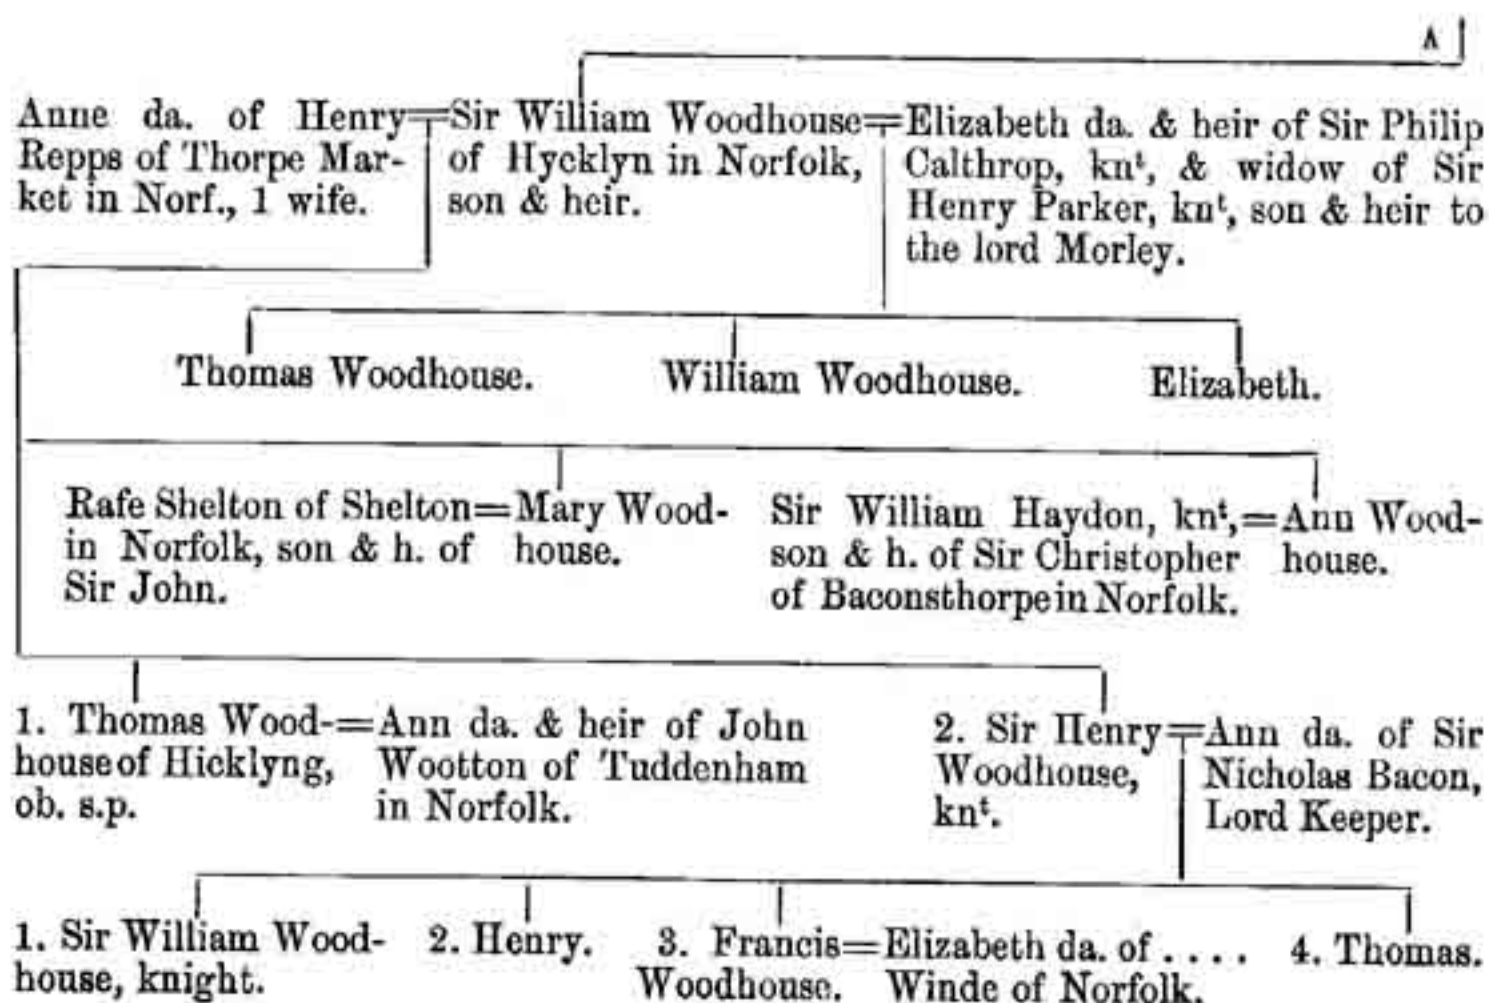 A
Anne da. of Henry
Repps of Thorpe Mar-
ket in Norf., 1 wife.
=Sir William Woodhouse=
of Hycklyn in Norfolk,
son & heir.
Elizabeth da. & heir of Sir Philip
Calthrop, knᵗ, & widow of Sir
Henry Parker, knᵗ, son & heir to
the lord Morley.
Thomas Woodhouse.
William Woodhouse.
Elizabeth.
Rafe Shelton of Shelton=
in Norfolk, son & h. of
Sir John.
Mary Wood-
house.
Sir William Haydon, knᵗ,=
son & h. of Sir Christopher
of Baconsthorpe in Norfolk.
Ann Wood-
house.
1. Thomas Wood-=
house of Hicklyng,
ob. s.p.
Ann da. & heir of John
Wootton of Tuddenham
in Norfolk.
2. Sir Henry=
Woodhouse,
knᵗ.
Ann da. of Sir
Nicholas Bacon,
Lord Keeper.
1. Sir William Wood-
house, knight.
2. Henry.
3. Francis=
Woodhouse.
Elizabeth da. of . . . .
Winde of Norfolk.
4. Thomas.